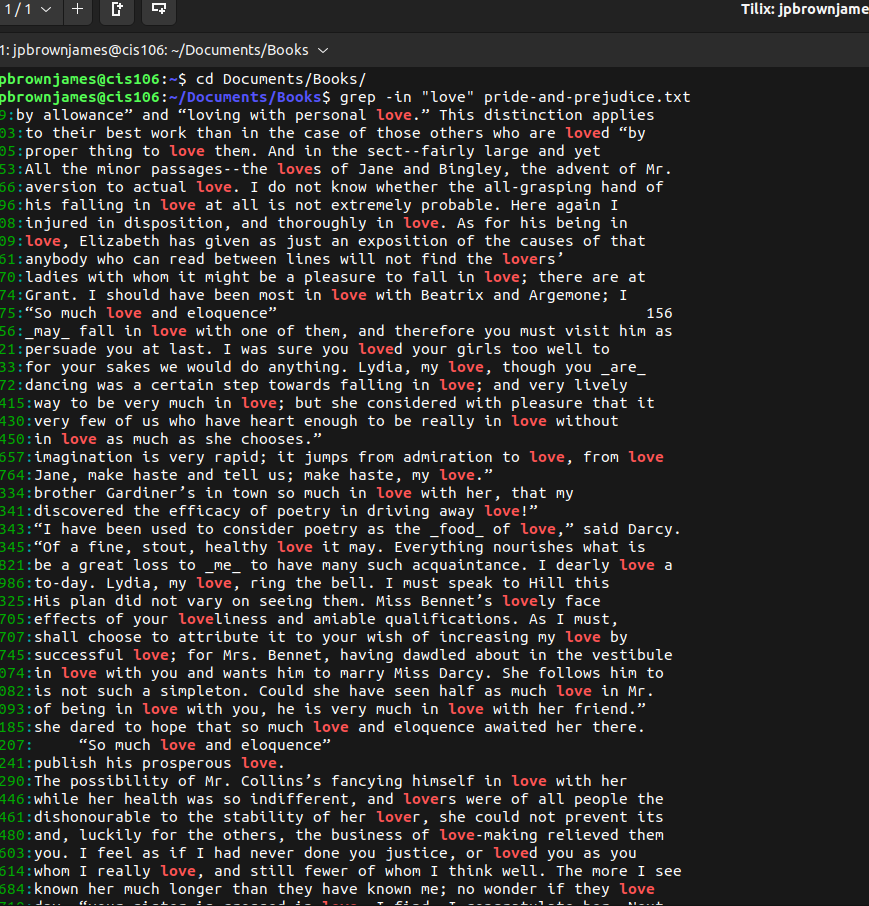 1 / 1
Tilix: jpbrowniame
1: jpbrownjames@cis106: ~/Documents/Books
pbrownjames@cis106:~$ cd Documents/Books/
pbrownjames@cis106:~/Documents/Books$ grep -in "love" pride-and-prejudice.txt
9:by allowance” and “loving with personal love.” This distinction applies
03:to their best work than in the case of those others who are loved “by
05:proper thing to love them. And in the sect--fairly large and yet
53:All the minor passages--the loves of Jane and Bingley, the advent of Mr.
66:aversion to actual love. I do not know whether the all-grasping hand of
96:his falling in love at all is not extremely probable. Here again I
08:injured in disposition, and thoroughly in love. As for his being in
09:love, Elizabeth has given as just an exposition of the causes of that
61:anybody who can read between lines will not find the lovers’
70:ladies with whom it might be a pleasure to fall in love; there are at
74:Grant. I should have been most in love with Beatrix and Argemone; I
75:“So much love and eloquence” 156
56:_may_ fall in love with one of them, and therefore you must visit him as
21:persuade you at last. I was sure you loved your girls too well to
33:for your sakes we would do anything. Lydia, my love, though you _are_
72:dancing was a certain step towards falling in love; and very lively
415:way to be very much in love; but she considered with pleasure that it
430:very few of us who have heart enough to be really in love without
450:in love as much as she chooses.”
657:imagination is very rapid; it jumps from admiration to love, from love
764:Jane, make haste and tell us; make haste, my love.”
334:brother Gardiner’s in town so much in love with her, that my
341:discovered the efficacy of poetry in driving away love!”
343:“I have been used to consider poetry as the _food_ of love,” said Darcy.
345:“Of a fine, stout, healthy love it may. Everything nourishes what is
821:be a great loss to _me_ to have many such acquaintance. I dearly love a
986:to-day. Lydia, my love, ring the bell. I must speak to Hill this
325:His plan did not vary on seeing them. Miss Bennet’s lovely face
705:effects of your loveliness and amiable qualifications. As I must,
707:shall choose to attribute it to your wish of increasing my love by
745:successful love; for Mrs. Bennet, having dawdled about in the vestibule
074:in love with you and wants him to marry Miss Darcy. She follows him to
082:is not such a simpleton. Could she have seen half as much love in Mr.
093:of being in love with you, he is very much in love with her friend.”
185:she dared to hope that so much love and eloquence awaited her there.
207: “So much love and eloquence”
241:publish his prosperous love.
290:The possibility of Mr. Collins’s fancying himself in love with her
446:while her health was so indifferent, and lovers were of all people the
461:dishonourable to the stability of her lover, she could not prevent its
480:and, luckily for the others, the business of love-making relieved them
603:you. I feel as if I had never done you justice, or loved you as you
614:whom I really love, and still fewer of whom I think well. The more I see
684:known her much longer than they have known me; no wonder if they love